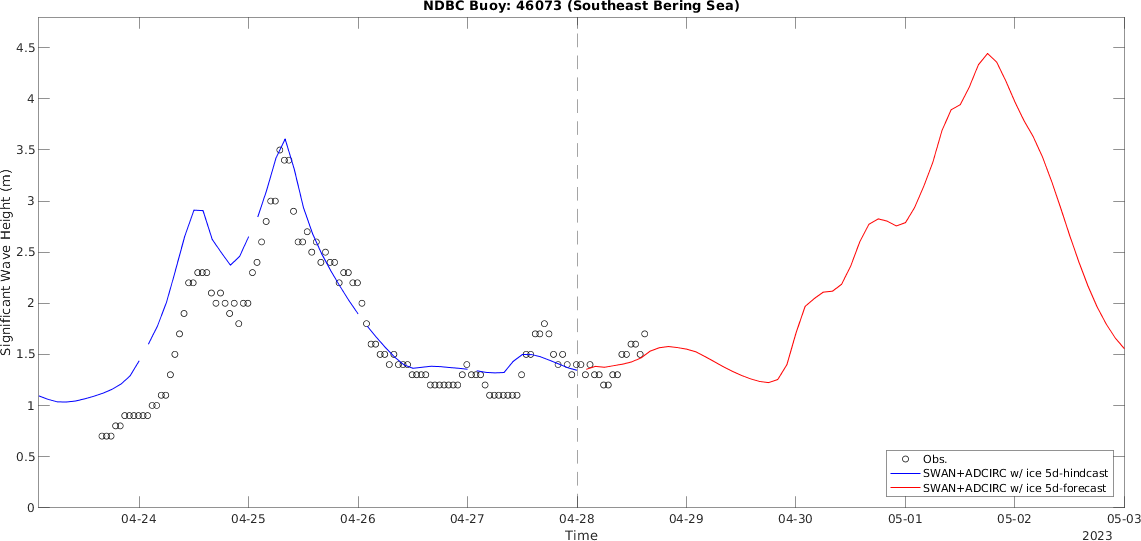 NDBC Buoy: 46073 (Southeast Bering Sea)
Significant Wave Height (m)
4.5
4
3.5
3
2.5
2
1.5
1
0.5
0
Obs.
SWAN+ADCIRC w/ ice 5d-hindcast
SWAN+ADCIRC w/ ice 5d-forecast
04-24 04-25 04-26 04-27 04-28 04-29 04-30 05-01 05-02 05-03
Time
2023